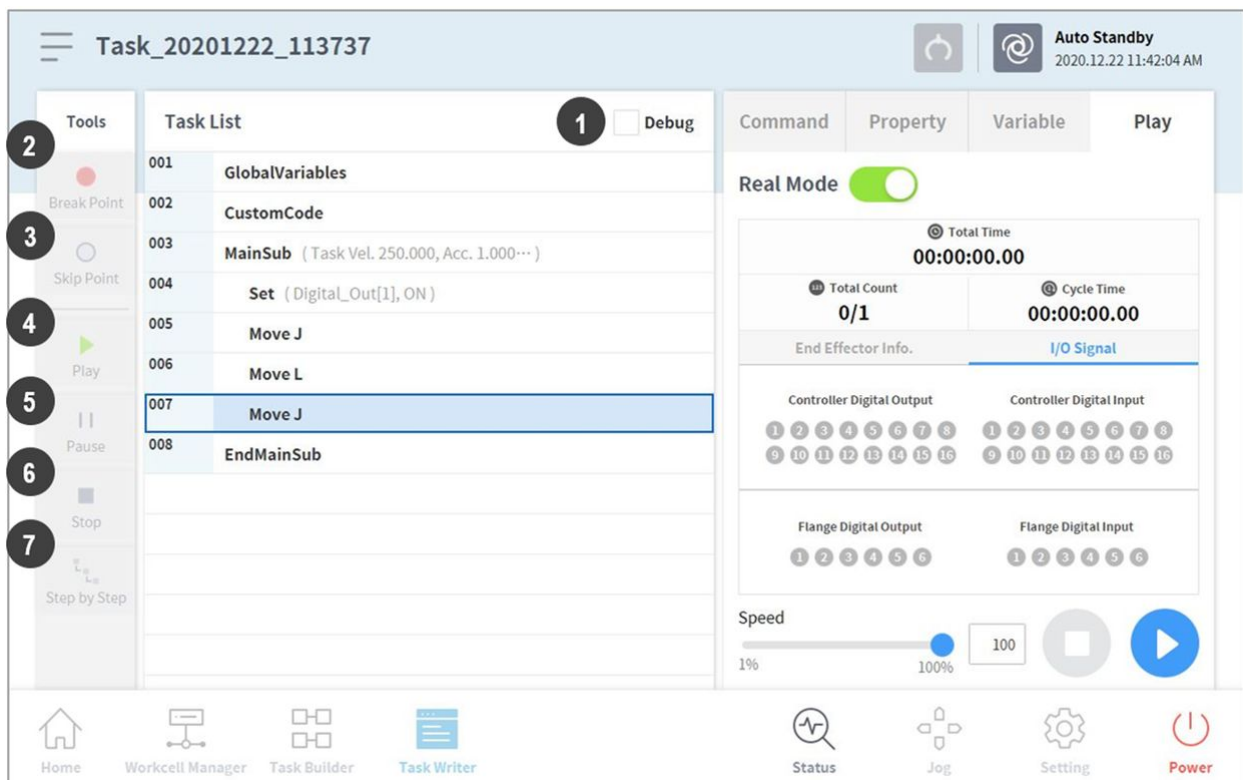 Task_20201222_113737
Auto Standby
2020.12.22 11:42:04 AM
Tools
Task List
1
Debug
Command
Property
Variable
Play
2
Break Point
3
Skip Point
4
Play
5
Pause
6
Stop
7
Step by Step
001 GlobalVariables
002 CustomCode
003 MainSub ( Task Vel. 250.000, Acc. 1.000··· )
004 Set ( Digital_Out[1], ON )
005 Move J
006 Move L
007 Move J
008 EndMainSub
Real Mode
123
Total Time
00:00:00.00
Total Count
0/1
Cycle Time
00:00:00.00
End Effector Info.
I/O Signal
Controller Digital Output
1 2 3 4 5 6 7 8
9 10 11 12 13 14 15 16
Controller Digital Input
1 2 3 4 5 6 7 8
9 10 11 12 13 14 15 16
Flange Digital Output
1 2 3 4 5 6
Flange Digital Input
1 2 3 4 5 6
Speed
1%
100%
100
Home
Workcell Manager
Task Builder
Task Writer
Status
Jog
Setting
Power